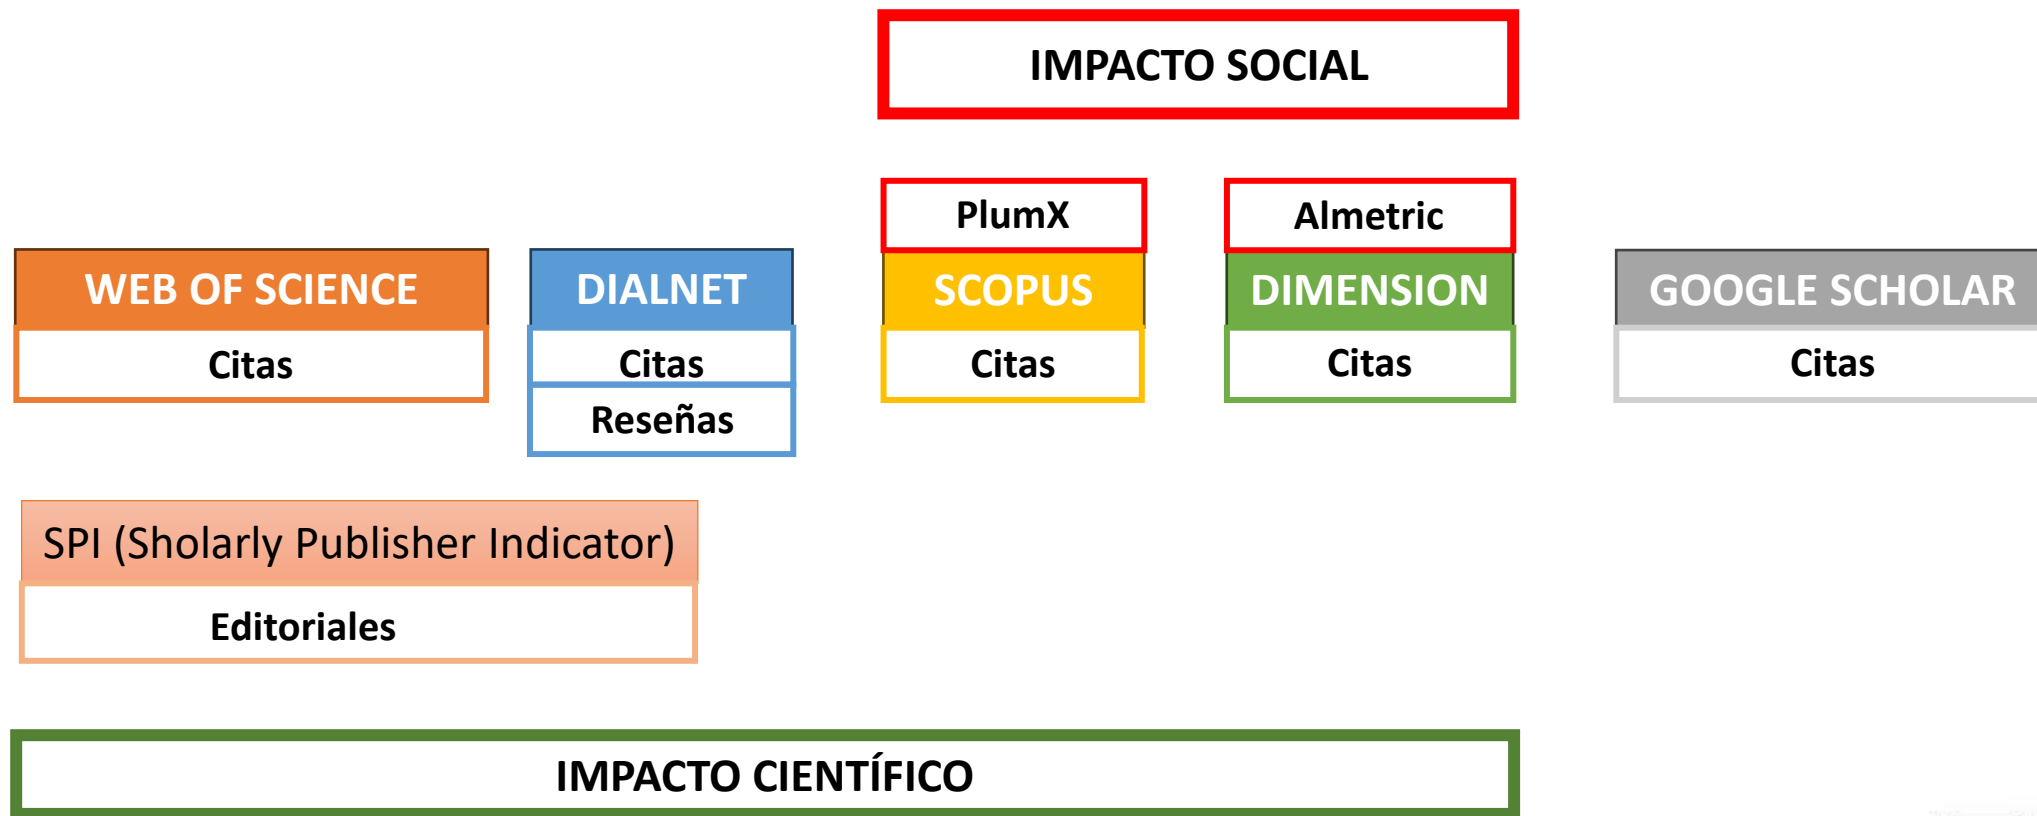 IMPACTO SOCIAL
PlumX
Almetric
WEB OF SCIENCE
DIALNET
SCOPUS
DIMENSION
GOOGLE SCHOLAR
Citas
Citas
Citas
Citas
Citas
Reseñas
SPI (Sholarly Publisher Indicator)
Editoriales
IMPACTO CIENTÍFICO